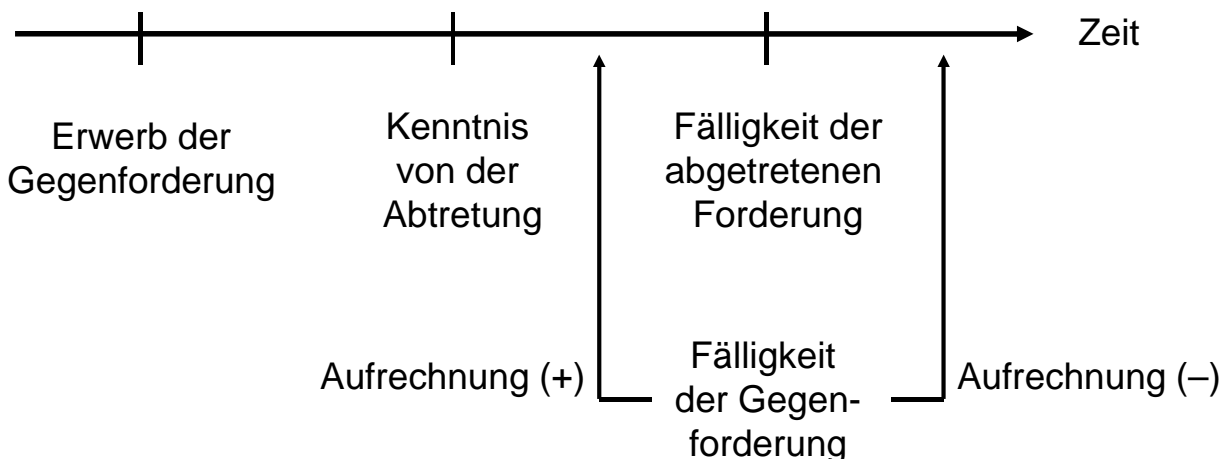 Zeit
Erwerb der
Gegenforderung
Kenntnis
von der
Abtretung
Fälligkeit der
abgetretenen
Forderung
Aufrechnung (+)
Fälligkeit
der Gegen-
forderung
Aufrechnung (–)